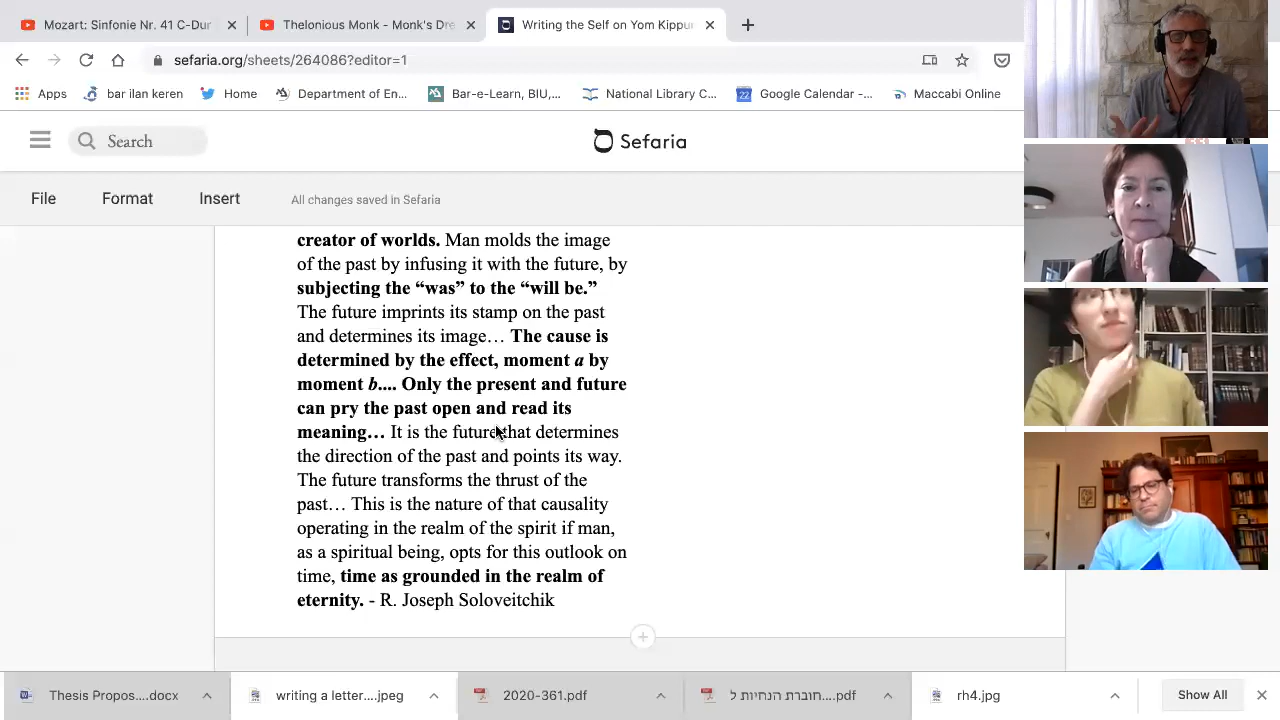 Mozart: Sinfonie Nr. 41 C-Dur
Thelonious Monk - Monk's Dre
Writing the Self on Yom Kippur
sefaria.org/sheets/264086?editor=1
Apps
bar ilan keren
Home
Department of En...
Bar-e-Learn, BIU,...
National Library C...
22
Google Calendar -...
Maccabi Online
Search
Sefaria
File
Format
Insert
All changes saved in Sefaria
creator of worlds. Man molds the image
of the past by infusing it with the future, by
subjecting the “was” to the “will be.”
The future imprints its stamp on the past
and determines its image… The cause is
determined by the effect, moment a by
moment b.... Only the present and future
can pry the past open and read its
meaning… It is the future that determines
the direction of the past and points its way.
The future transforms the thrust of the
past… This is the nature of that causality
operating in the realm of the spirit if man,
as a spiritual being, opts for this outlook on
time, time as grounded in the realm of
eternity. - R. Joseph Soloveitchik
Thesis Propos....docx
writing a letter....jpeg
2020-361.pdf
חוברת הנחיות ל....pdf
rh4.jpg
Show All